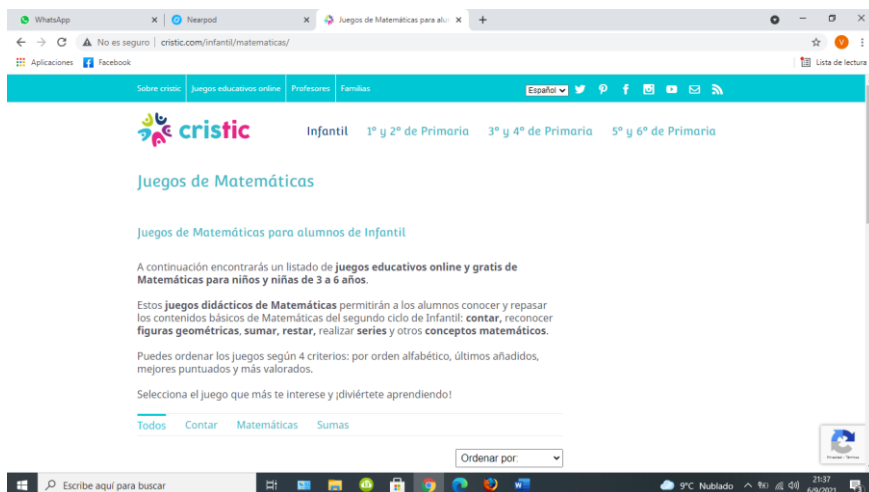 WhatsApp
Nearpod
Juegos de Matemáticas para alu
No es seguro | cristic.com/infantil/matematicas/
Aplicaciones
Facebook
Lista de lectura
Sobre cristic
Juegos educativos online
Profesores
Familias
Español
cristic
Infantil
1º y 2º de Primaria
3º y 4º de Primaria
5º y 6º de Primaria
Juegos de Matemáticas
Juegos de Matemáticas para alumnos de Infantil
A continuación encontrarás un listado de juegos educativos online y gratis de
Matemáticas para niños y niñas de 3 a 6 años.
Estos juegos didácticos de Matemáticas permitirán a los alumnos conocer y repasar
los contenidos básicos de Matemáticas del segundo ciclo de Infantil: contar, reconocer
figuras geométricas, sumar, restar, realizar series y otros conceptos matemáticos.
Puedes ordenar los juegos según 4 criterios: por orden alfabético, últimos añadidos,
mejores puntuados y más valorados.
Selecciona el juego que más te interese y ¡diviértete aprendiendo!
Todos
Contar
Matemáticas
Sumas
Ordenar por:
Escribe aquí para buscar
9°C Nublado
21:37
6/9/2021